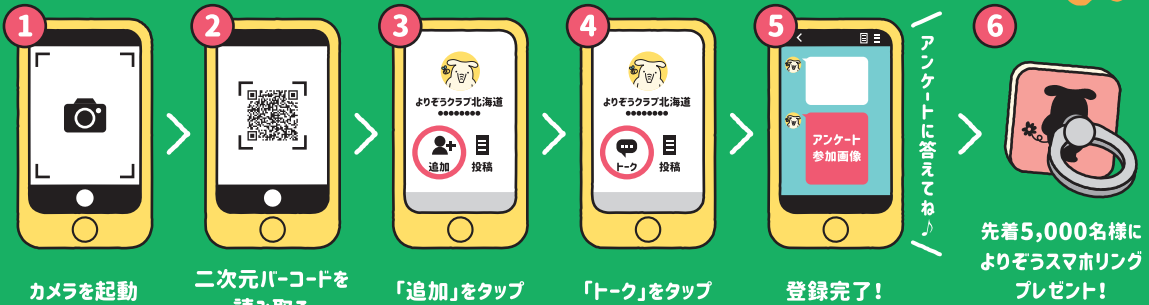 1
カメラを起動
2
二次元バーコードを
読み取る
3
よりぞうクラブ北海道
追加
投稿
「追加」をタップ
4
よりぞうクラブ北海道
トーク
投稿
「トーク」をタップ
5
アンケート
参加画像
登録完了!
アンケートに答えてね♪
6
先着5,000名様に
よりぞうスマホリング
プレゼント!